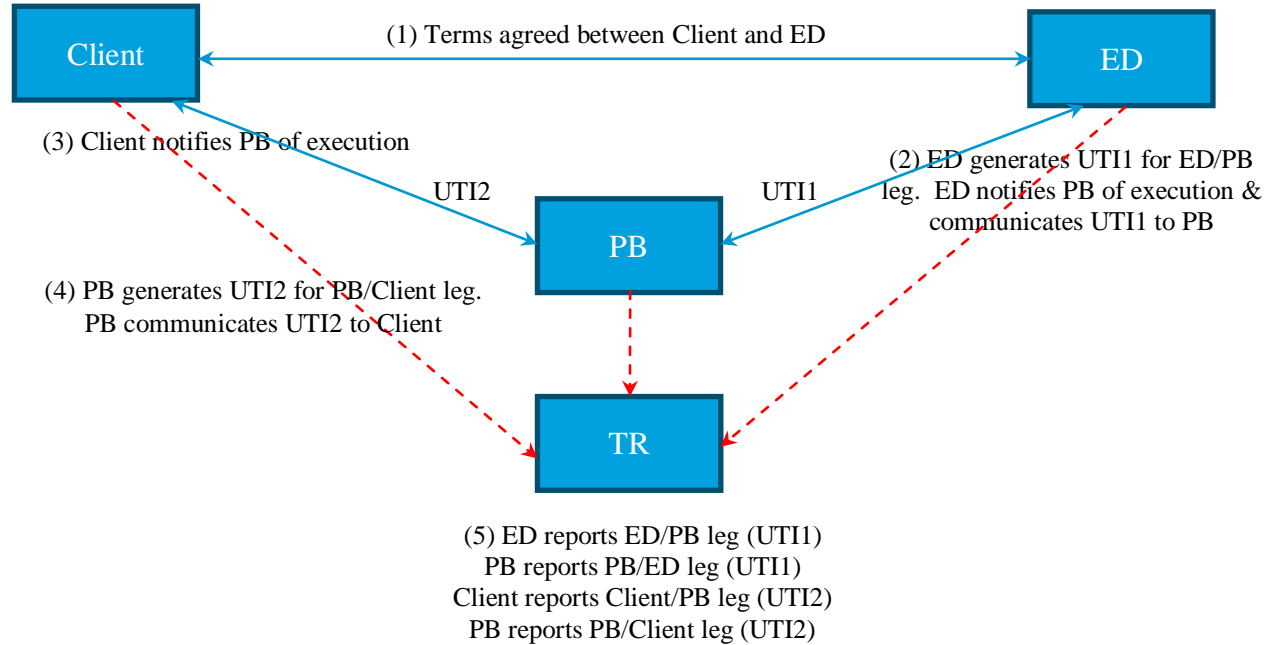 (1) Terms agreed between Client and ED
Client
ED
(3) Client notifies PB of execution
(2) ED generates UTI1 for ED/PB
leg.  ED notifies PB of execution &
communicates UTI1 to PB
UTI2
UTI1
PB
(4) PB generates UTI2 for PB/Client leg.
PB communicates UTI2 to Client
TR
(5) ED reports ED/PB leg (UTI1)
PB reports PB/ED leg (UTI1)
Client reports Client/PB leg (UTI2)
PB reports PB/Client leg (UTI2)